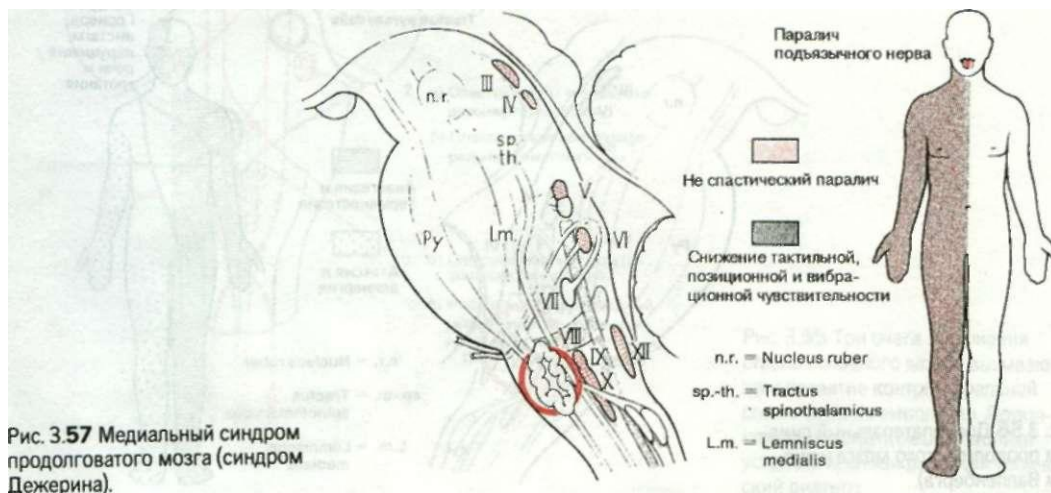 Паралич
подъязычного нерва
Не спастический паралич
Снижение тактильной,
позиционной и вибра-
ционной чувствительности
n.r. = Nucleus ruber
sp.-th. = Tractus
spinothalamicus
L.m. = Lemniscus
medialis
III
n.r.
IV
sp.
th.
V
Py
L.m.
VI
VII
VIII
IX
XII
X
Рис. 3.57 Медиальный синдром
продолговатого мозга (синдром
Дежерина).